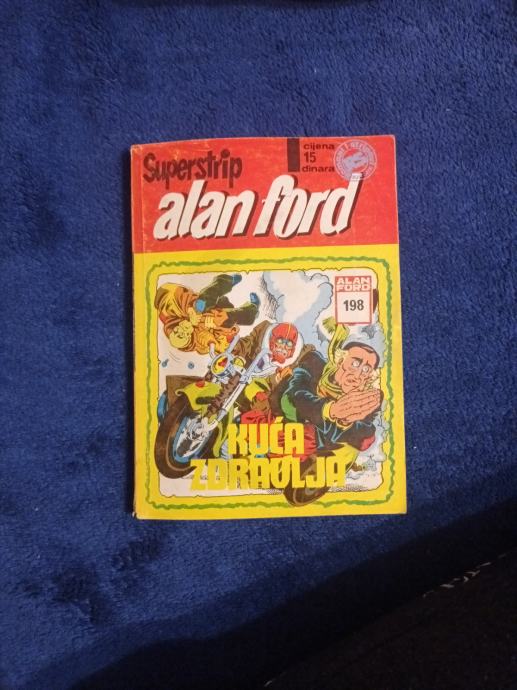 Superstrip
cijena
15
dinara
alan ford
ALAN
FORD
198
KUĆA
ZDRAVLJA